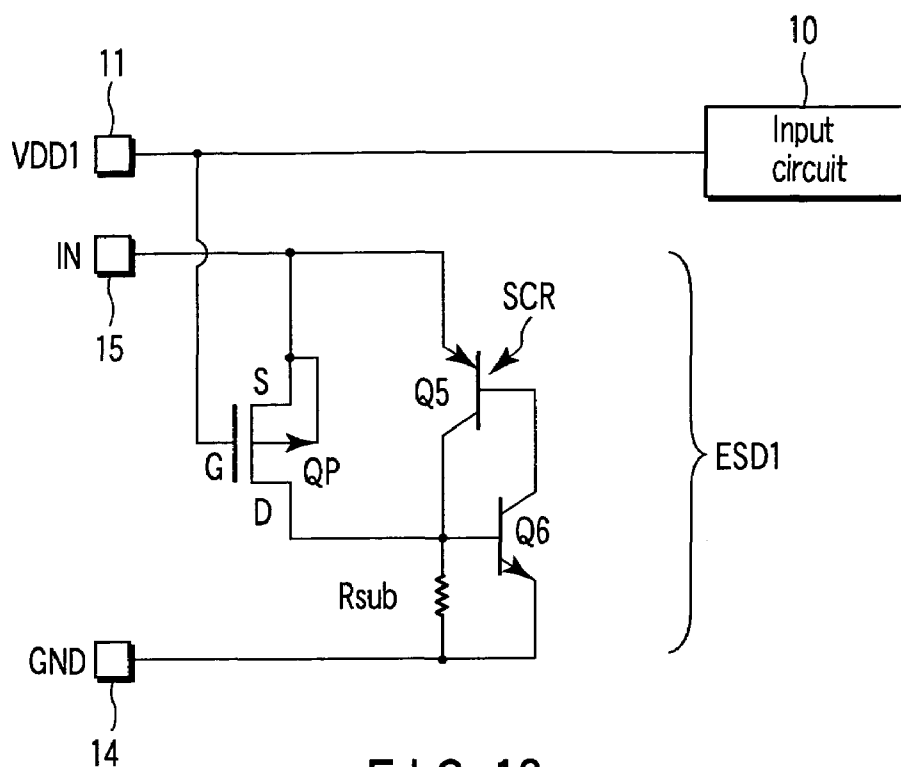 10
11
VDD1
Input
circuit
IN
15
SCR
S
Q5
G
QP
D
ESD1
Q6
Rsub
GND
14